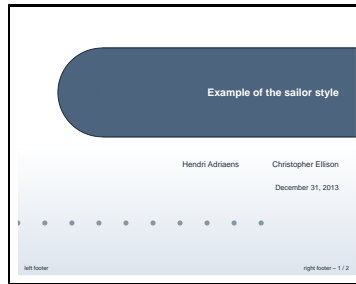 Example of the sailor style
Hendri Adriaens Christopher Ellison
December 31, 2013
left footer right footer – 1 / 2